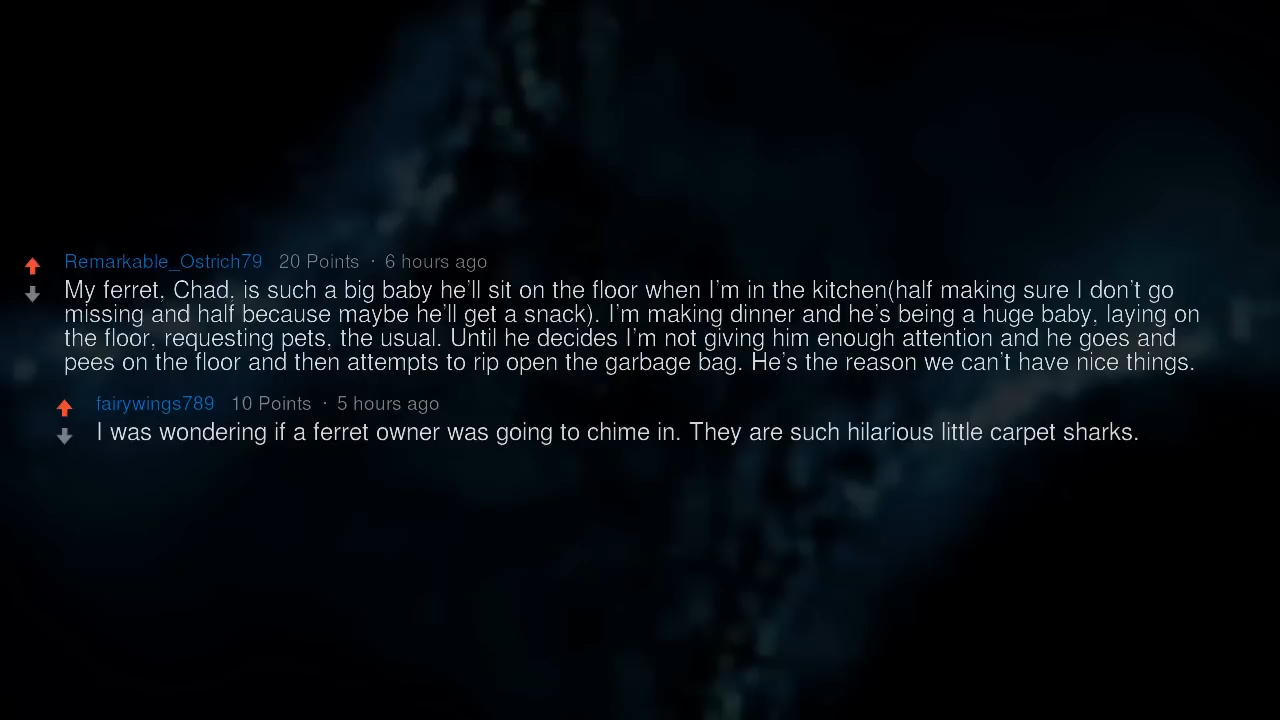 Remarkable_Ostrich79 20 Points · 6 hours ago
My ferret, Chad, is such a big baby he'll sit on the floor when I'm in the kitchen(half making sure I don't go
missing and half because maybe he'll get a snack). I'm making dinner and he's being a huge baby, laying on
the floor, requesting pets, the usual. Until he decides I'm not giving him enough attention and he goes and
pees on the floor and then attempts to rip open the garbage bag. He's the reason we can't have nice things.
fairywings789 10 Points · 5 hours ago
I was wondering if a ferret owner was going to chime in. They are such hilarious little carpet sharks.